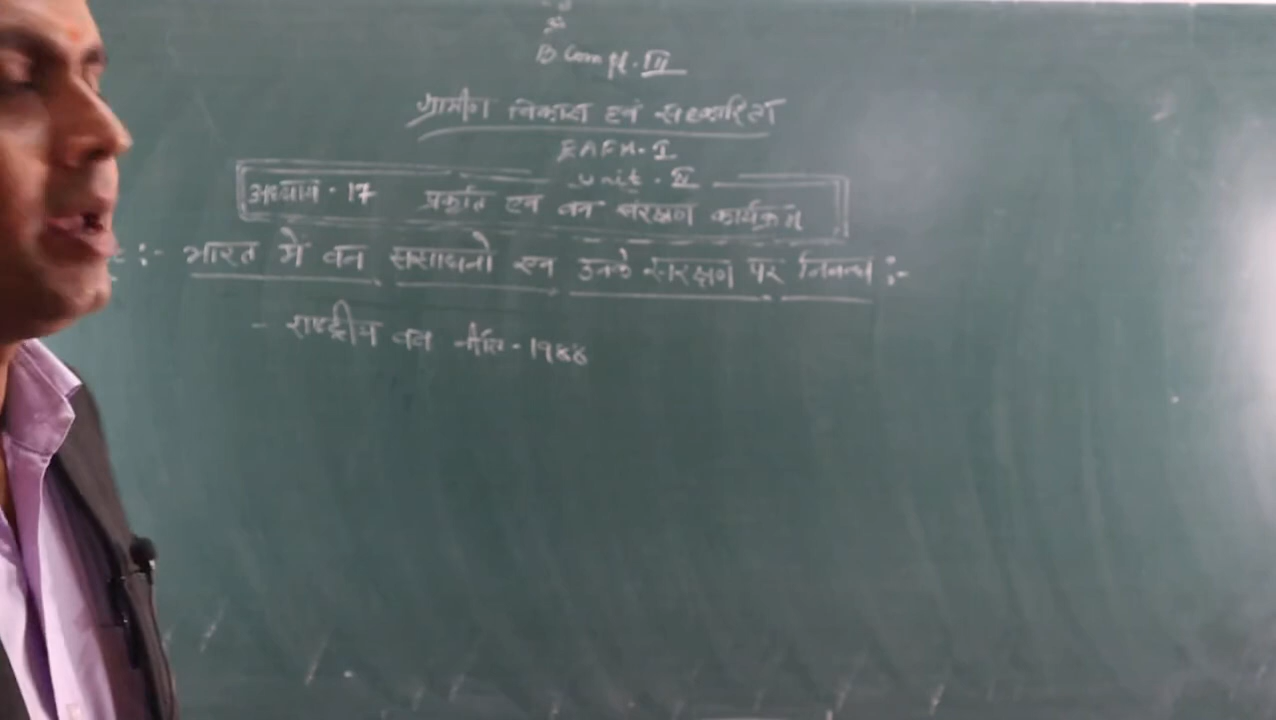 B.Com Pt. III
ग्रामीण विकास एवं सहकारिता
EAFM-I
Unit - II
अध्याय - 17 प्रकृति एवं वन संरक्षण कार्यक्रम
:- भारत में वन संसाधनो एवं उनके संरक्षण पर निबन्ध :-
- राष्ट्रीय वन नीति - 1988